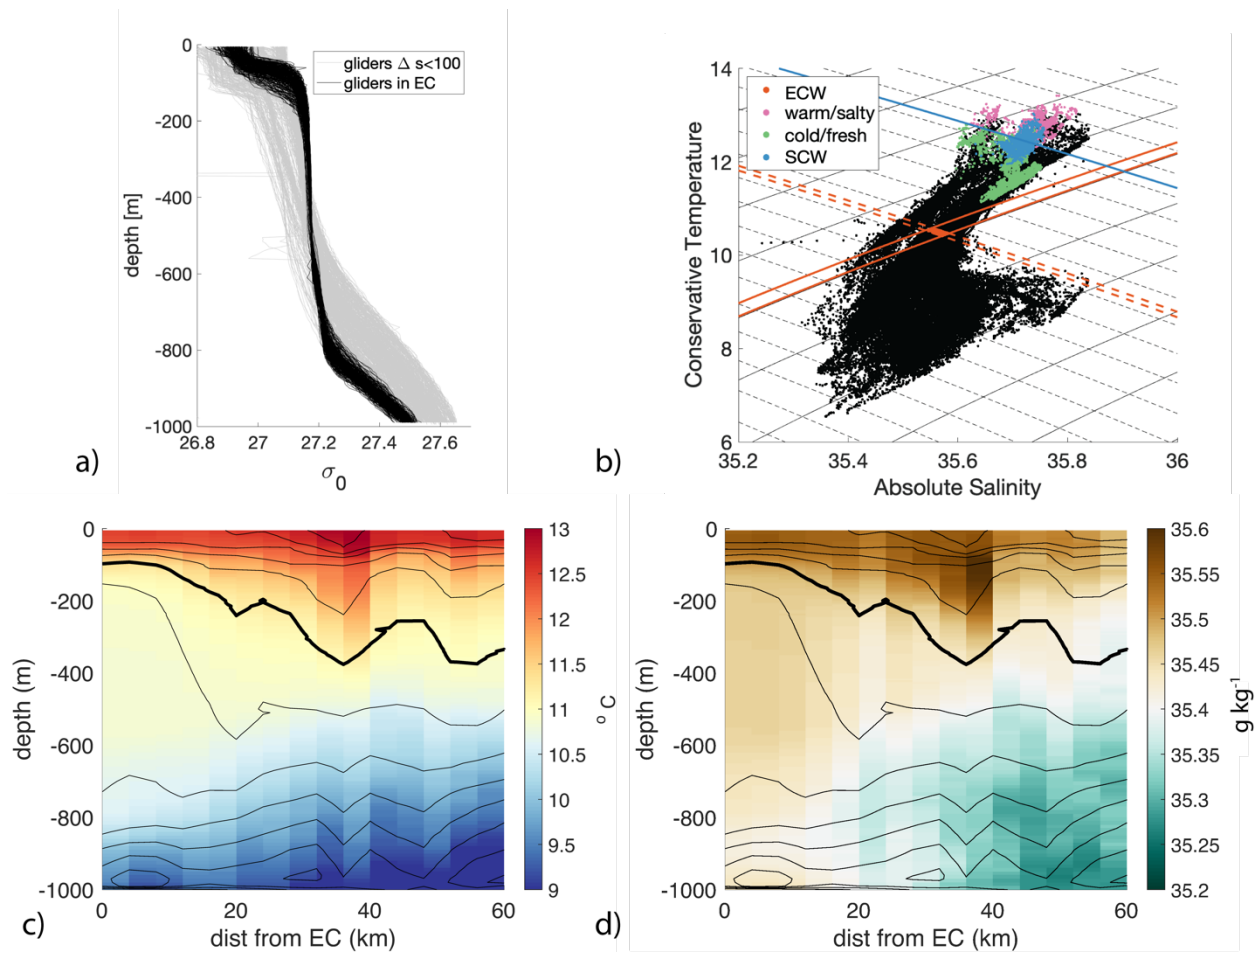 0
-200
-400
-600
-800
-1000
depth [m]
26.8
27
27.2
27.4
27.6
σ0
gliders Δ s<100
gliders in EC
a)
14
12
10
8
6
Conservative Temperature
35.2
35.4
35.6
35.8
36
Absolute Salinity
ECW
warm/salty
cold/fresh
SCW
b)
0
-200
-400
-600
-800
-1000
depth (m)
0
20
40
60
dist from EC (km)
13
12.5
12
11.5
11
10.5
10
9.5
9
° C
c)
0
-200
-400
-600
-800
-1000
depth (m)
0
20
40
60
dist from EC (km)
35.6
35.55
35.5
35.45
35.4
35.35
35.3
35.25
35.2
g kg-1
d)